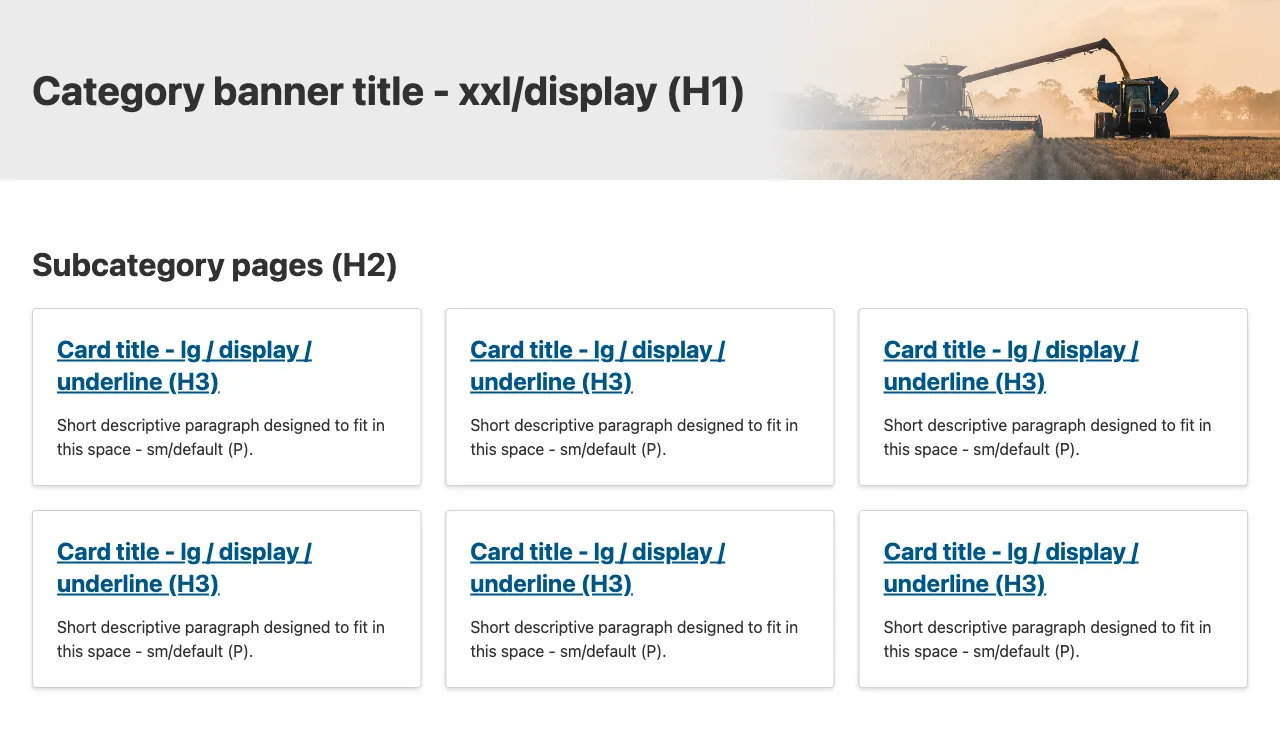 Category banner title - xxl/display (H1)
Subcategory pages (H2)
Card title - lg / display /
underline (H3)
Short descriptive paragraph designed to fit in
this space - sm/default (P).
Card title - lg / display /
underline (H3)
Short descriptive paragraph designed to fit in
this space - sm/default (P).
Card title - lg / display /
underline (H3)
Short descriptive paragraph designed to fit in
this space - sm/default (P).
Card title - lg / display /
underline (H3)
Short descriptive paragraph designed to fit in
this space - sm/default (P).
Card title - lg / display /
underline (H3)
Short descriptive paragraph designed to fit in
this space - sm/default (P).
Card title - lg / display /
underline (H3)
Short descriptive paragraph designed to fit in
this space - sm/default (P).